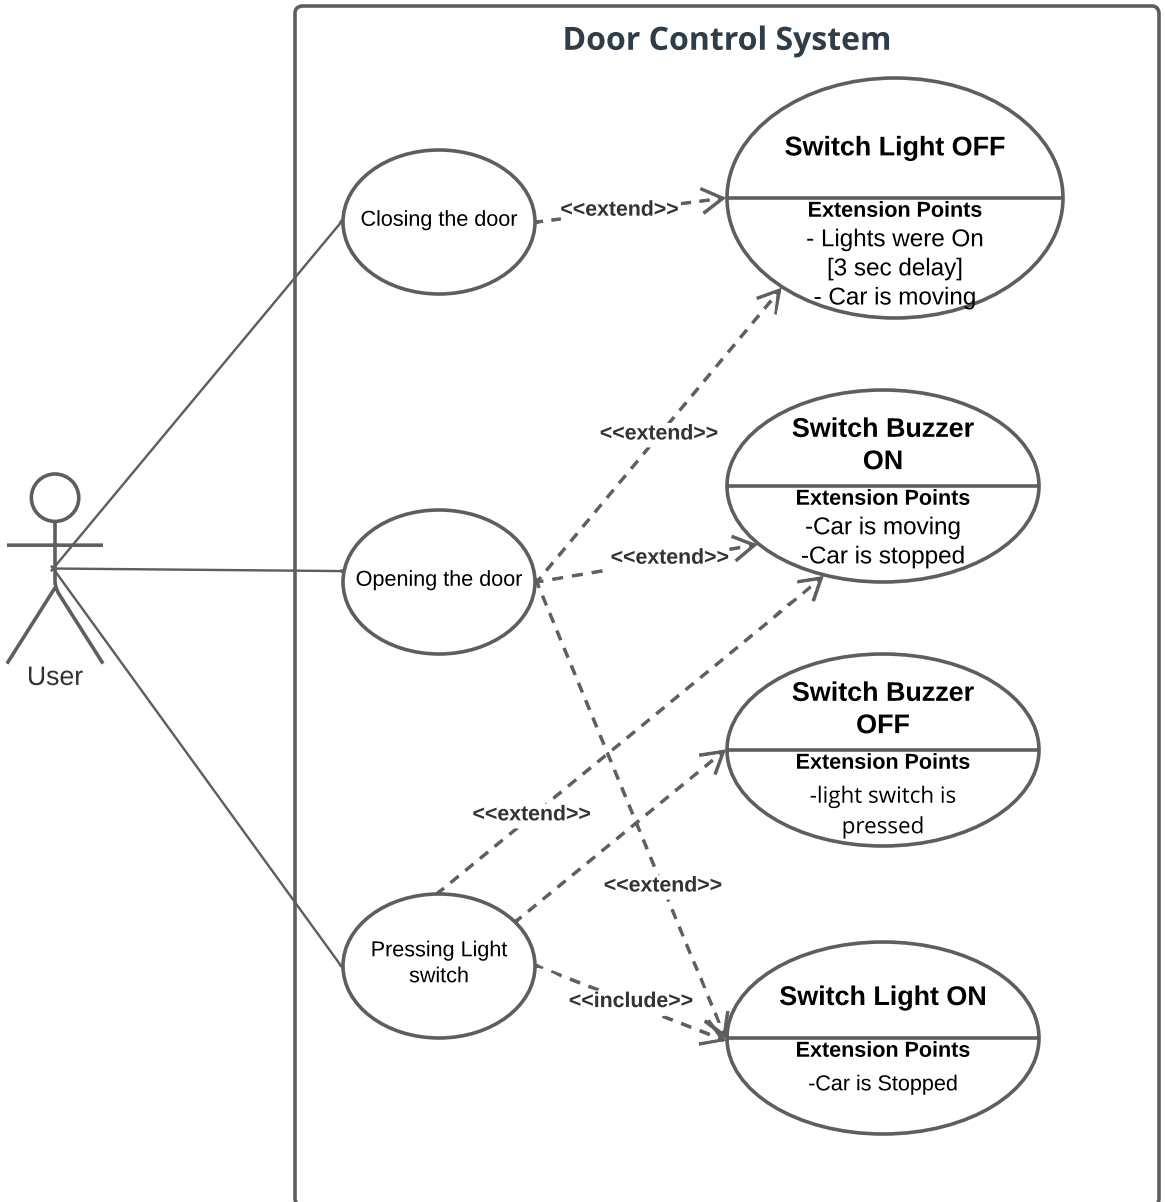 Door Control System
Switch Light OFF
Extension Points
- Lights were On
[3 sec delay]
- Car is moving
Closing the door
<<extend>>
<<extend>>
Switch Buzzer
ON
Extension Points
-Car is moving
-Car is stopped
<<extend>>
Opening the door
User
Switch Buzzer
OFF
Extension Points
-light switch is
pressed
<<extend>>
<<extend>>
Pressing Light
switch
<<include>>
Switch Light ON
Extension Points
-Car is Stopped